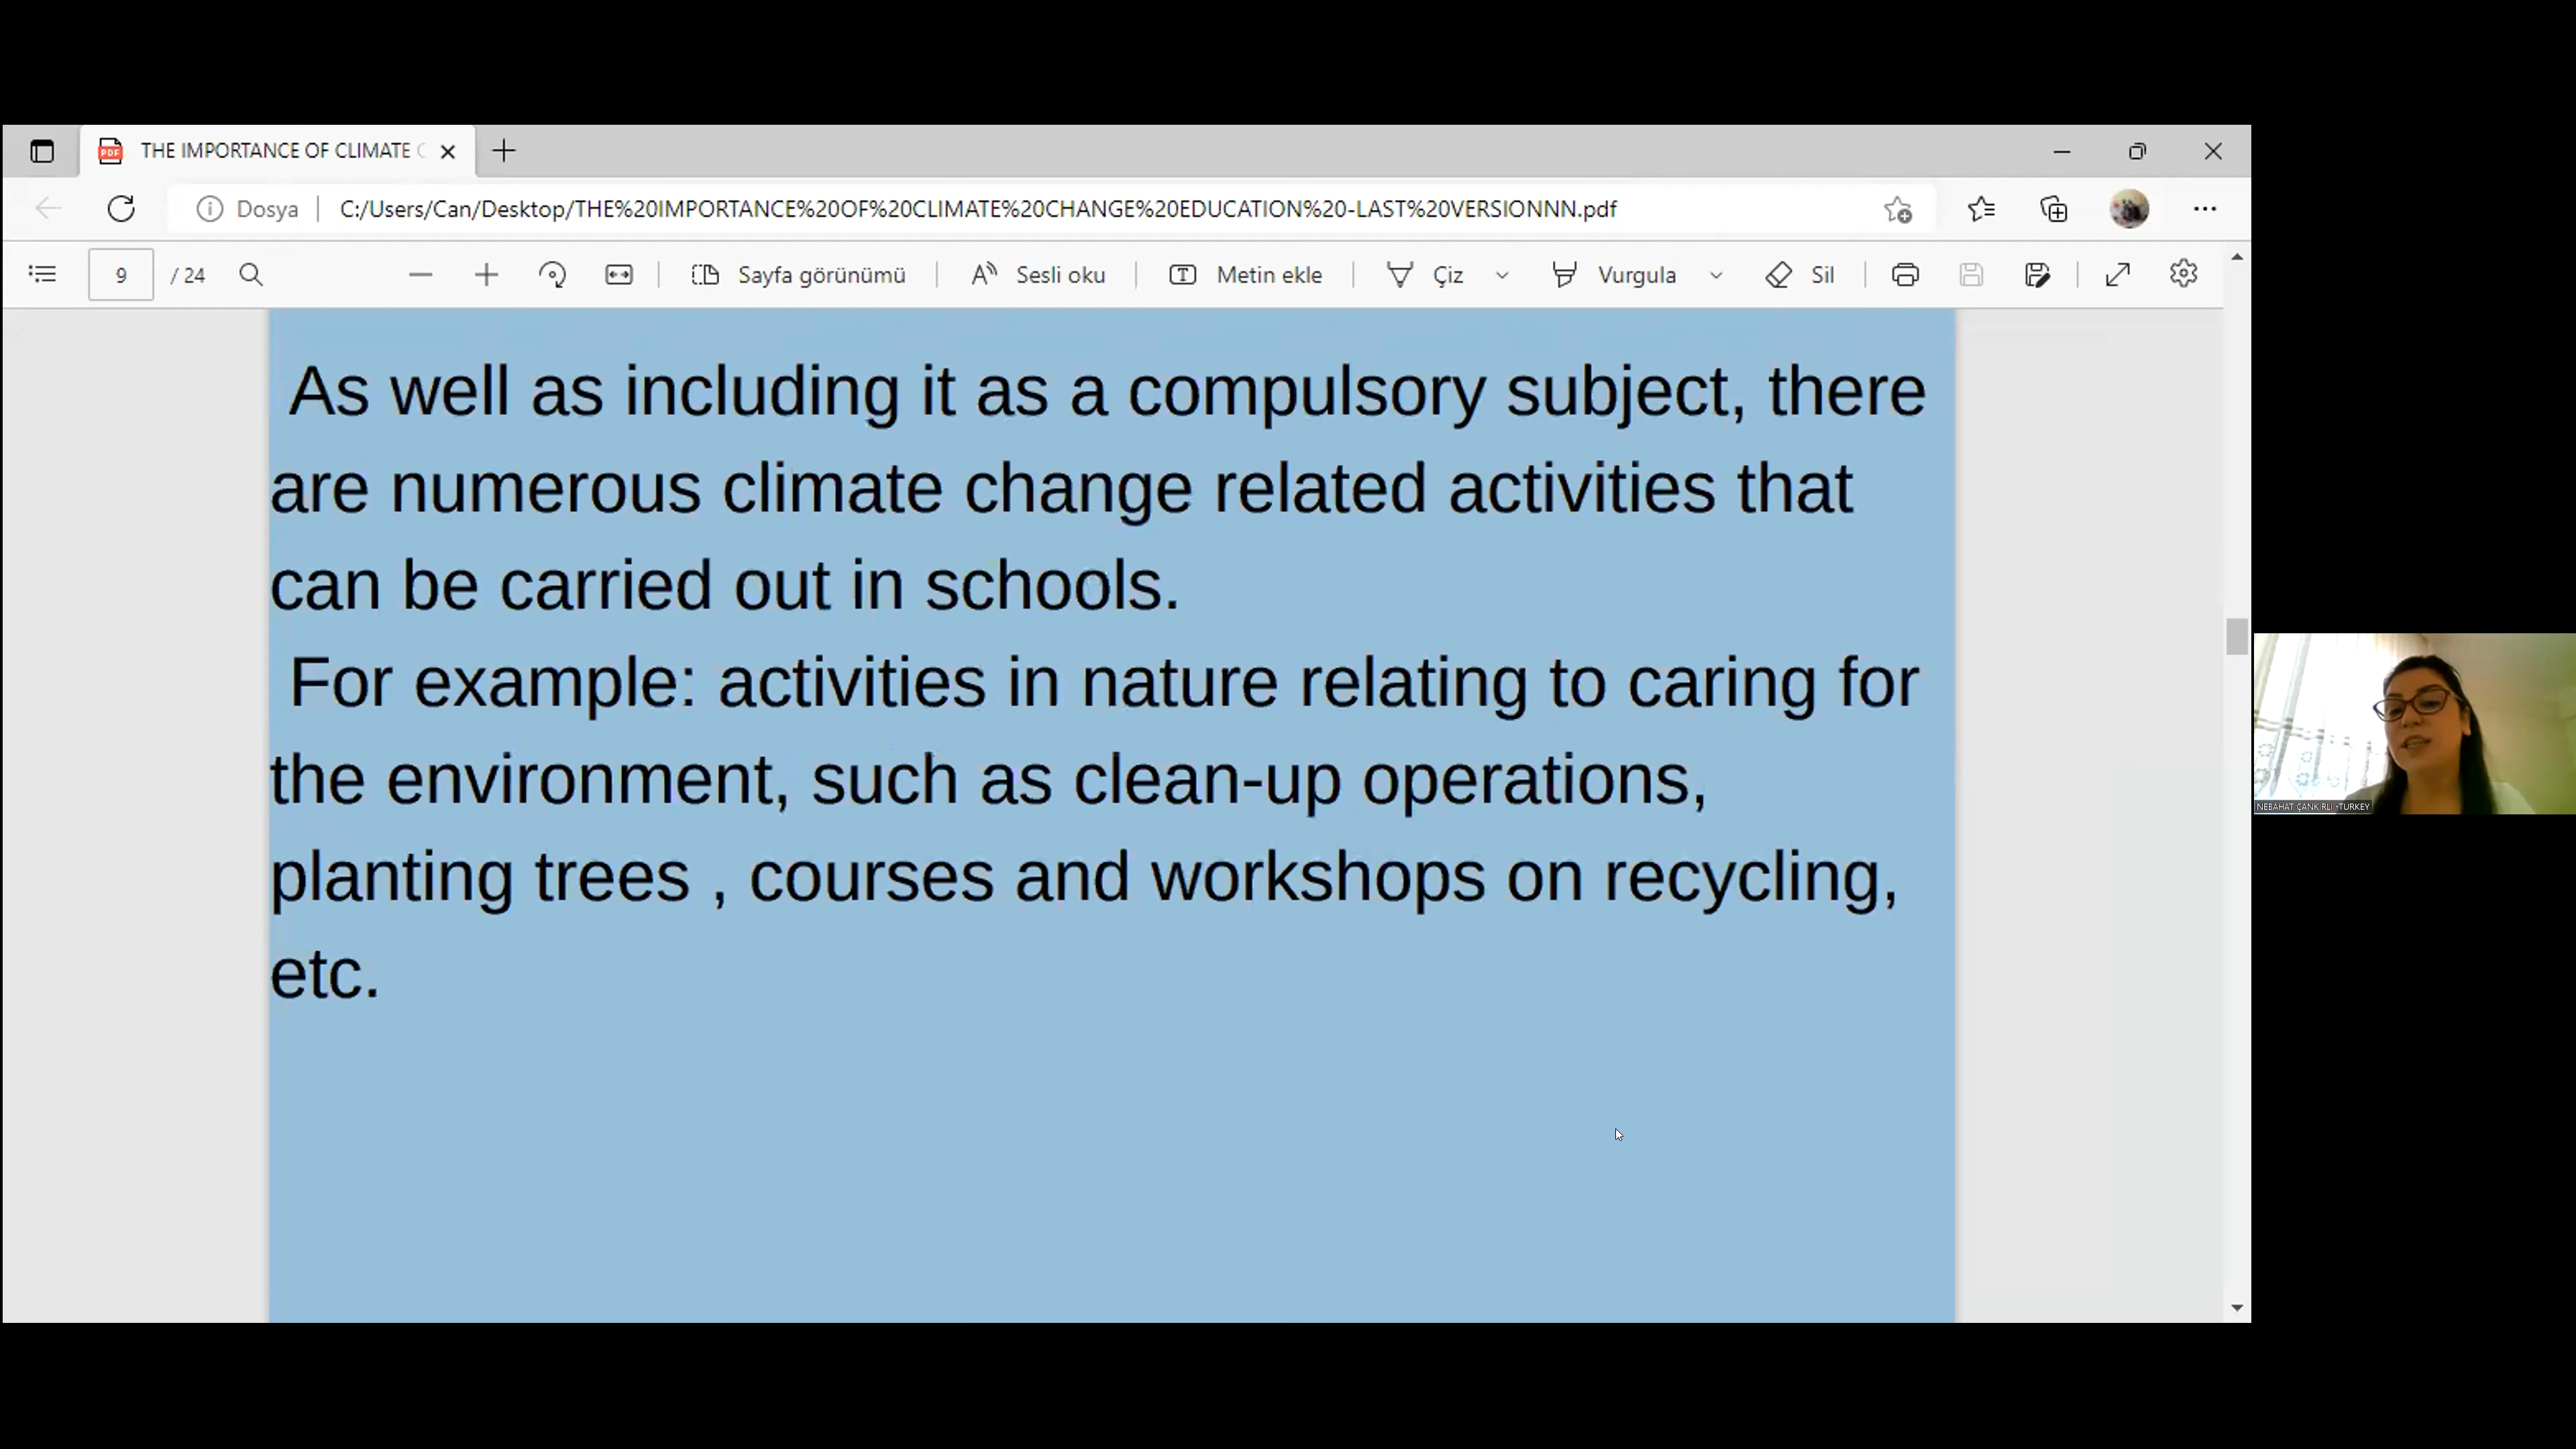 THE IMPORTANCE OF CLIMATE
Dosya
C:/Users/Can/Desktop/THE%20IMPORTANCE%20OF%20CLIMATE%20CHANGE%20EDUCATION%20-LAST%20VERSIONNN.pdf
9 / 24 Sayfa görünümü Sesli oku Metin ekle Çiz Vurgula Sil
As well as including it as a compulsory subject, there
are numerous climate change related activities that
can be carried out in schools.
For example: activities in nature relating to caring for
the environment, such as clean-up operations,
planting trees , courses and workshops on recycling,
etc.
NEBAHAT ÇANKIRLI -TURKEY